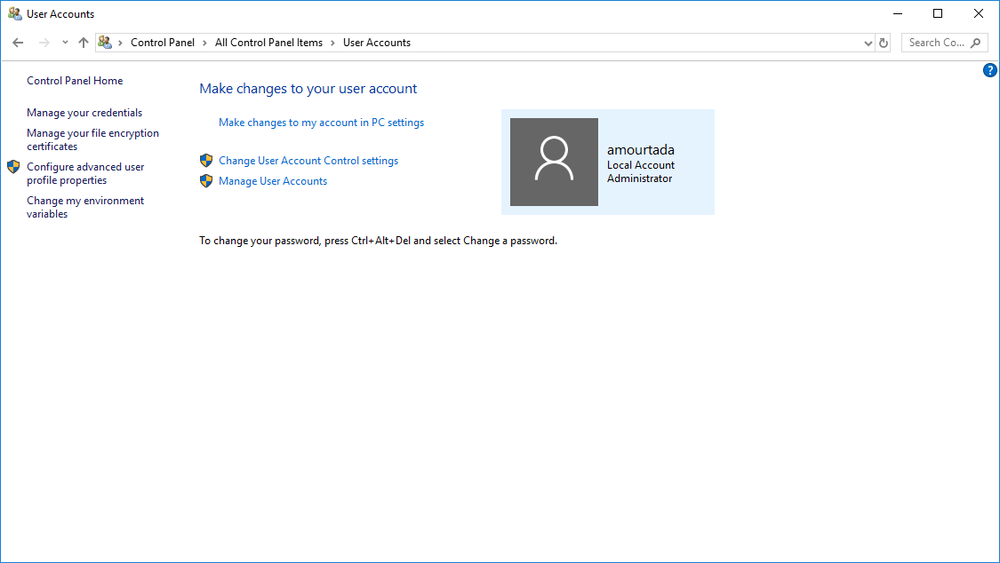 User Accounts
Control Panel > All Control Panel Items > User Accounts
Search Co...
?
Control Panel Home
Manage your credentials
Manage your file encryption
certificates
Configure advanced user
profile properties
Change my environment
variables
Make changes to your user account
Make changes to my account in PC settings
Change User Account Control settings
Manage User Accounts
amourtada
Local Account
Administrator
To change your password, press Ctrl+Alt+Del and select Change a password.